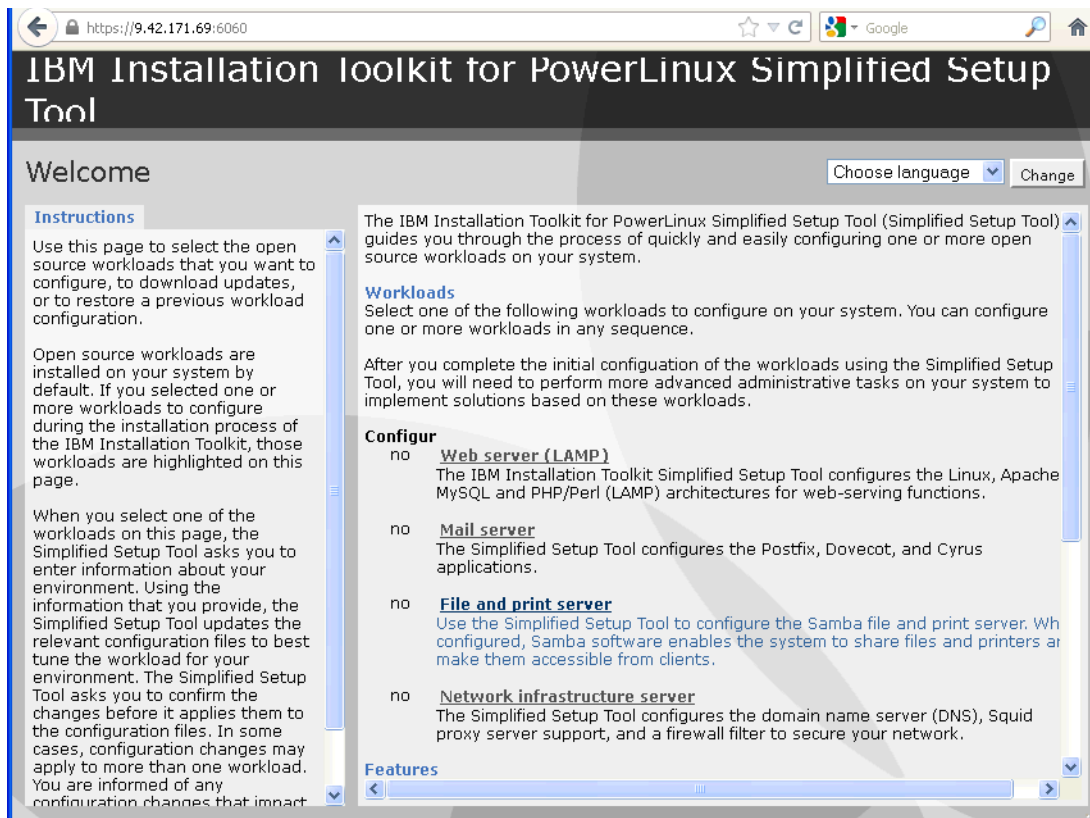 https://9.42.171.69:6060
Google
IBM Installation Toolkit for PowerLinux Simplified Setup
Tool
Welcome
Choose language
Change
Instructions
Use this page to select the open
source workloads that you want to
configure, to download updates,
or to restore a previous workload
configuration.
Open source workloads are
installed on your system by
default. If you selected one or
more workloads to configure
during the installation process of
the IBM Installation Toolkit, those
workloads are highlighted on this
page.
When you select one of the
workloads on this page, the
Simplified Setup Tool asks you to
enter information about your
environment. Using the
information that you provide, the
Simplified Setup Tool updates the
relevant configuration files to best
tune the workload for your
environment. The Simplified Setup
Tool asks you to confirm the
changes before it applies them to
the configuration files. In some
cases, configuration changes may
apply to more than one workload.
You are informed of any
configuration changes that impact
The IBM Installation Toolkit for PowerLinux Simplified Setup Tool (Simplified Setup Tool)
guides you through the process of quickly and easily configuring one or more open
source workloads on your system.
Workloads
Select one of the following workloads to configure on your system. You can configure
one or more workloads in any sequence.
After you complete the initial configuation of the workloads using the Simplified Setup
Tool, you will need to perform more advanced administrative tasks on your system to
implement solutions based on these workloads.
Configur
no Web server (LAMP)
The IBM Installation Toolkit Simplified Setup Tool configures the Linux, Apache
MySQL and PHP/Perl (LAMP) architectures for web-serving functions.
no Mail server
The Simplified Setup Tool configures the Postfix, Dovecot, and Cyrus
applications.
no File and print server
Use the Simplified Setup Tool to configure the Samba file and print server. Wh
configured, Samba software enables the system to share files and printers ar
make them accessible from clients.
no Network infrastructure server
The Simplified Setup Tool configures the domain name server (DNS), Squid
proxy server support, and a firewall filter to secure your network.
Features